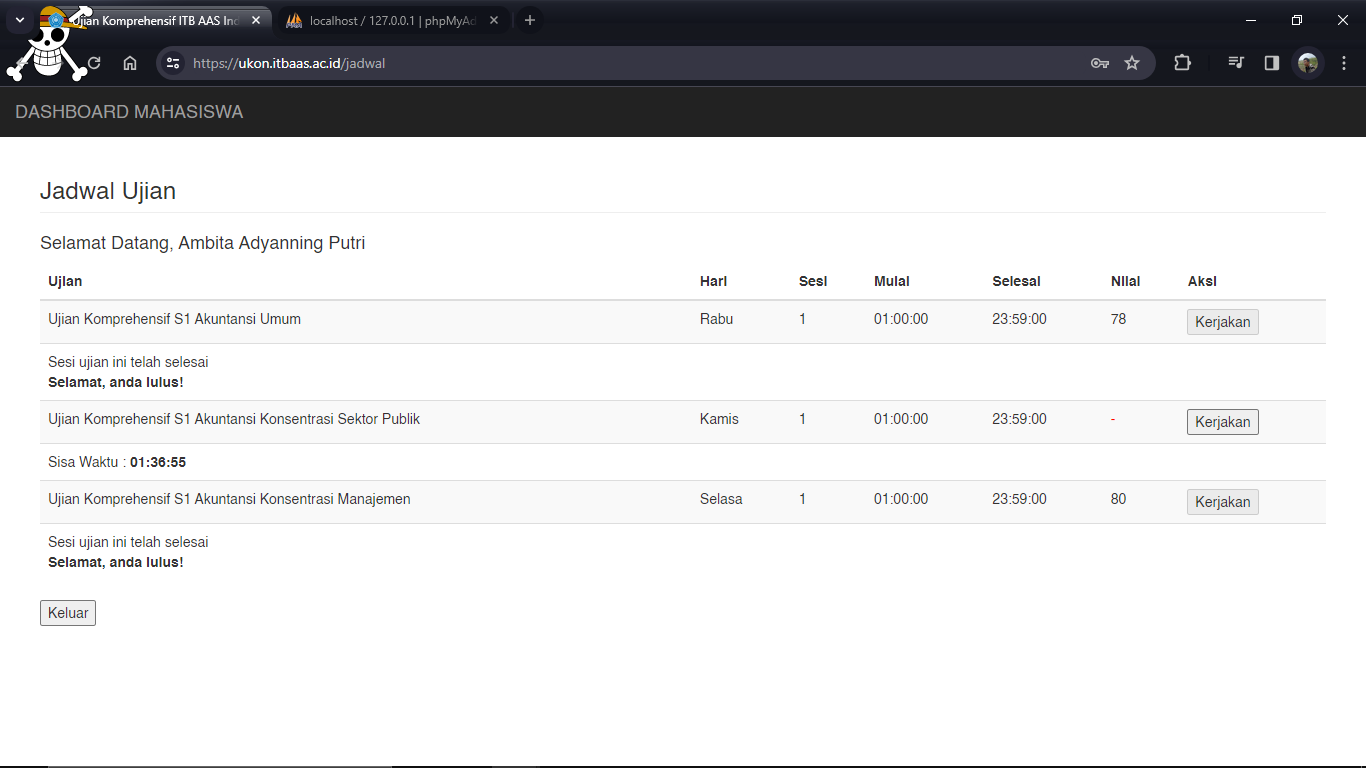 Ujian Komprehensif ITB AAS Ind
localhost / 127.0.0.1 | phpMyAd
https://ukon.itbaas.ac.id/jadwal
DASHBOARD MAHASISWA
Jadwal Ujian
Selamat Datang, Ambita Adyanning Putri
Ujian Hari Sesi Mulai Selesai Nilai Aksi
Ujian Komprehensif S1 Akuntansi Umum Rabu 1 01:00:00 23:59:00 78 Kerjakan
Sesi ujian ini telah selesai
Selamat, anda lulus!
Ujian Komprehensif S1 Akuntansi Konsentrasi Sektor Publik Kamis 1 01:00:00 23:59:00 - Kerjakan
Sisa Waktu : 01:36:55
Ujian Komprehensif S1 Akuntansi Konsentrasi Manajemen Selasa 1 01:00:00 23:59:00 80 Kerjakan
Sesi ujian ini telah selesai
Selamat, anda lulus!
Keluar